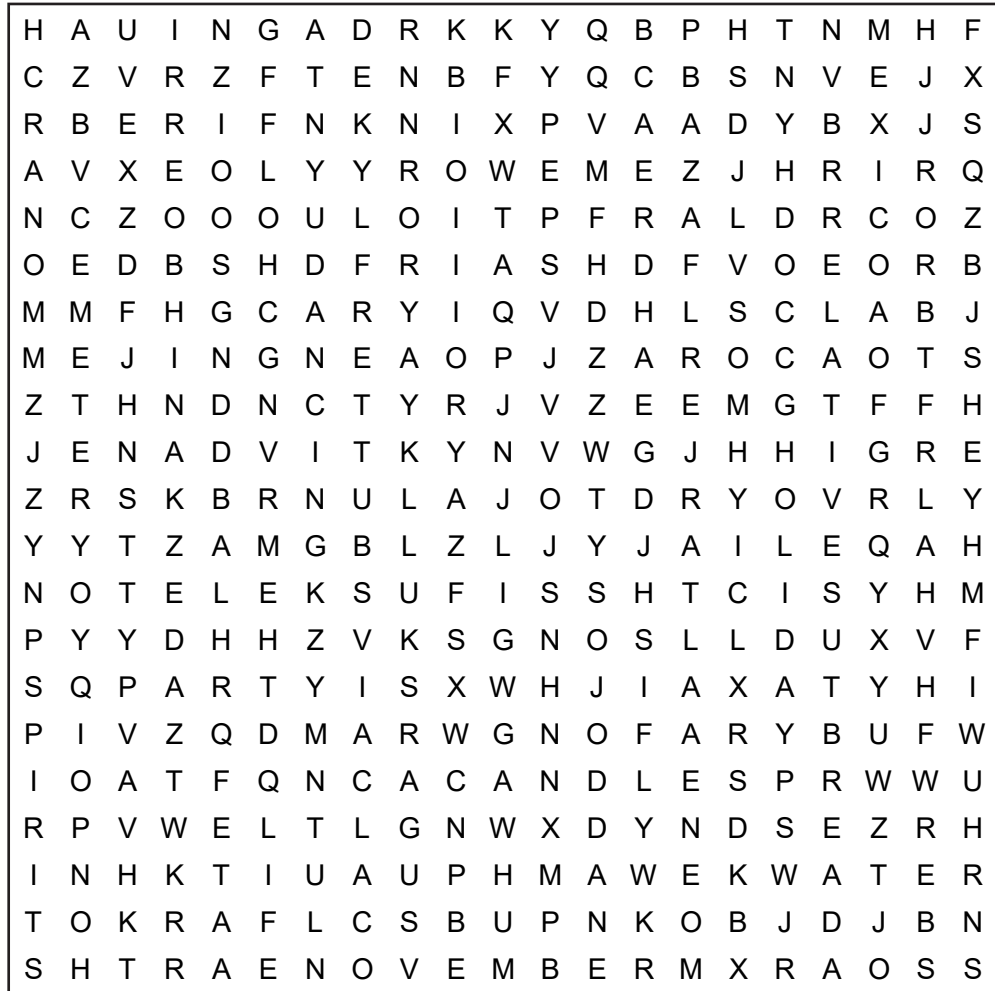 H A U I N G A D R K K Y Q B P H T N M H F
C Z V R Z F T E N B F Y Q C B S N V E J X
R B E R I F N K N I X P V A A D Y B X J S
A V X E O L Y Y R O W E M E Z J H R I R Q
N C Z O O O U L O I T P F R A L D R C O Z
O E D B S H D F R I A S H D F V O E O R B
M M F H G C A R Y I Q V D H L S C L A B J
M E J I N G N E A O P J Z A R O C A O T S
Z T H N D N C T Y R J V Z E E M G T F F H
J E N A D V I T K Y N V W G J H H I G R E
Z R S K B R N U L A J O T D R Y O V R L Y
Y Y T Z A M G B L Z L J Y J A I L E Q A H
N O T E L E K S U F I S S H T C I S Y H M
P Y Y D H H Z V K S G N O S L L D U X V F
S Q P A R T Y I S X W H J I A X A T Y H I
P I V Z Q D M A R W G N O F A R Y B U F W
I O A T F Q N C A C A N D L E S P R W W U
R P V W E L T L G N W X D Y N D S E Z R H
I N H K T I U A U P H M A W E K W A T E R
T O K R A F L C S B U P N K O B J D J B N
S H T R A E N O V E M B E R M X R A O S S